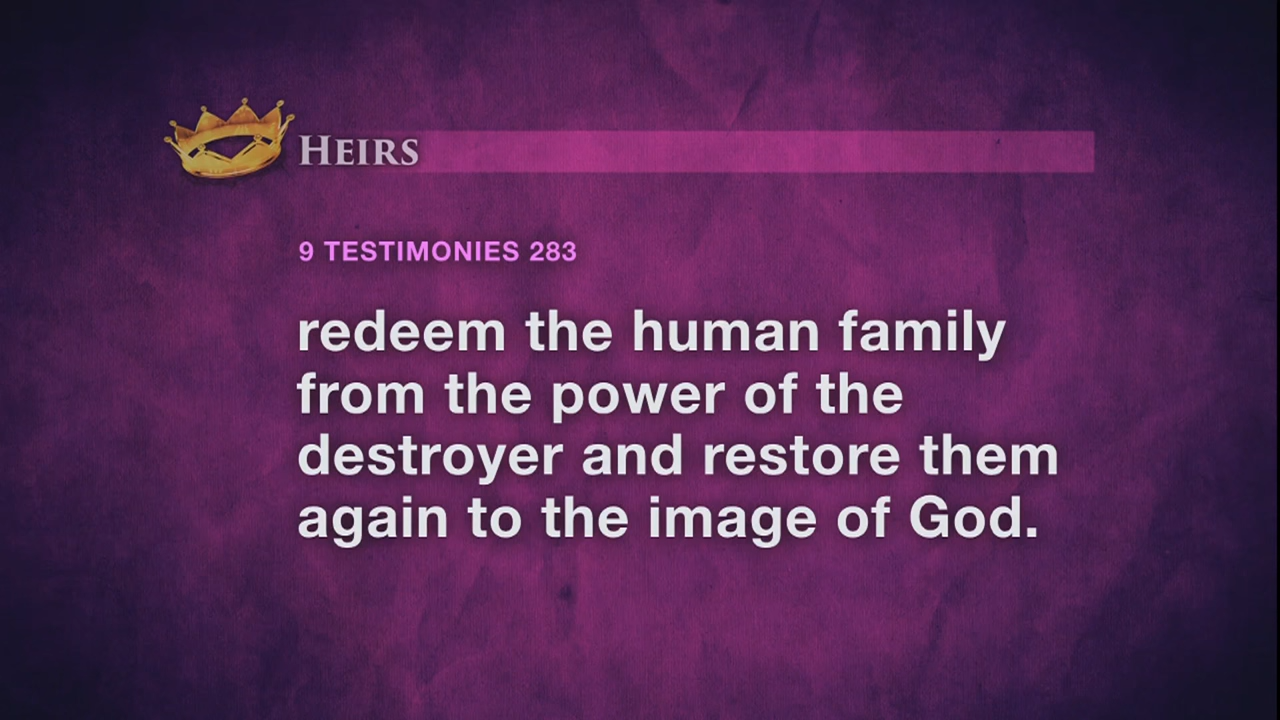 Heirs
9 TESTIMONIES 283
redeem the human family
from the power of the
destroyer and restore them
again to the image of God.